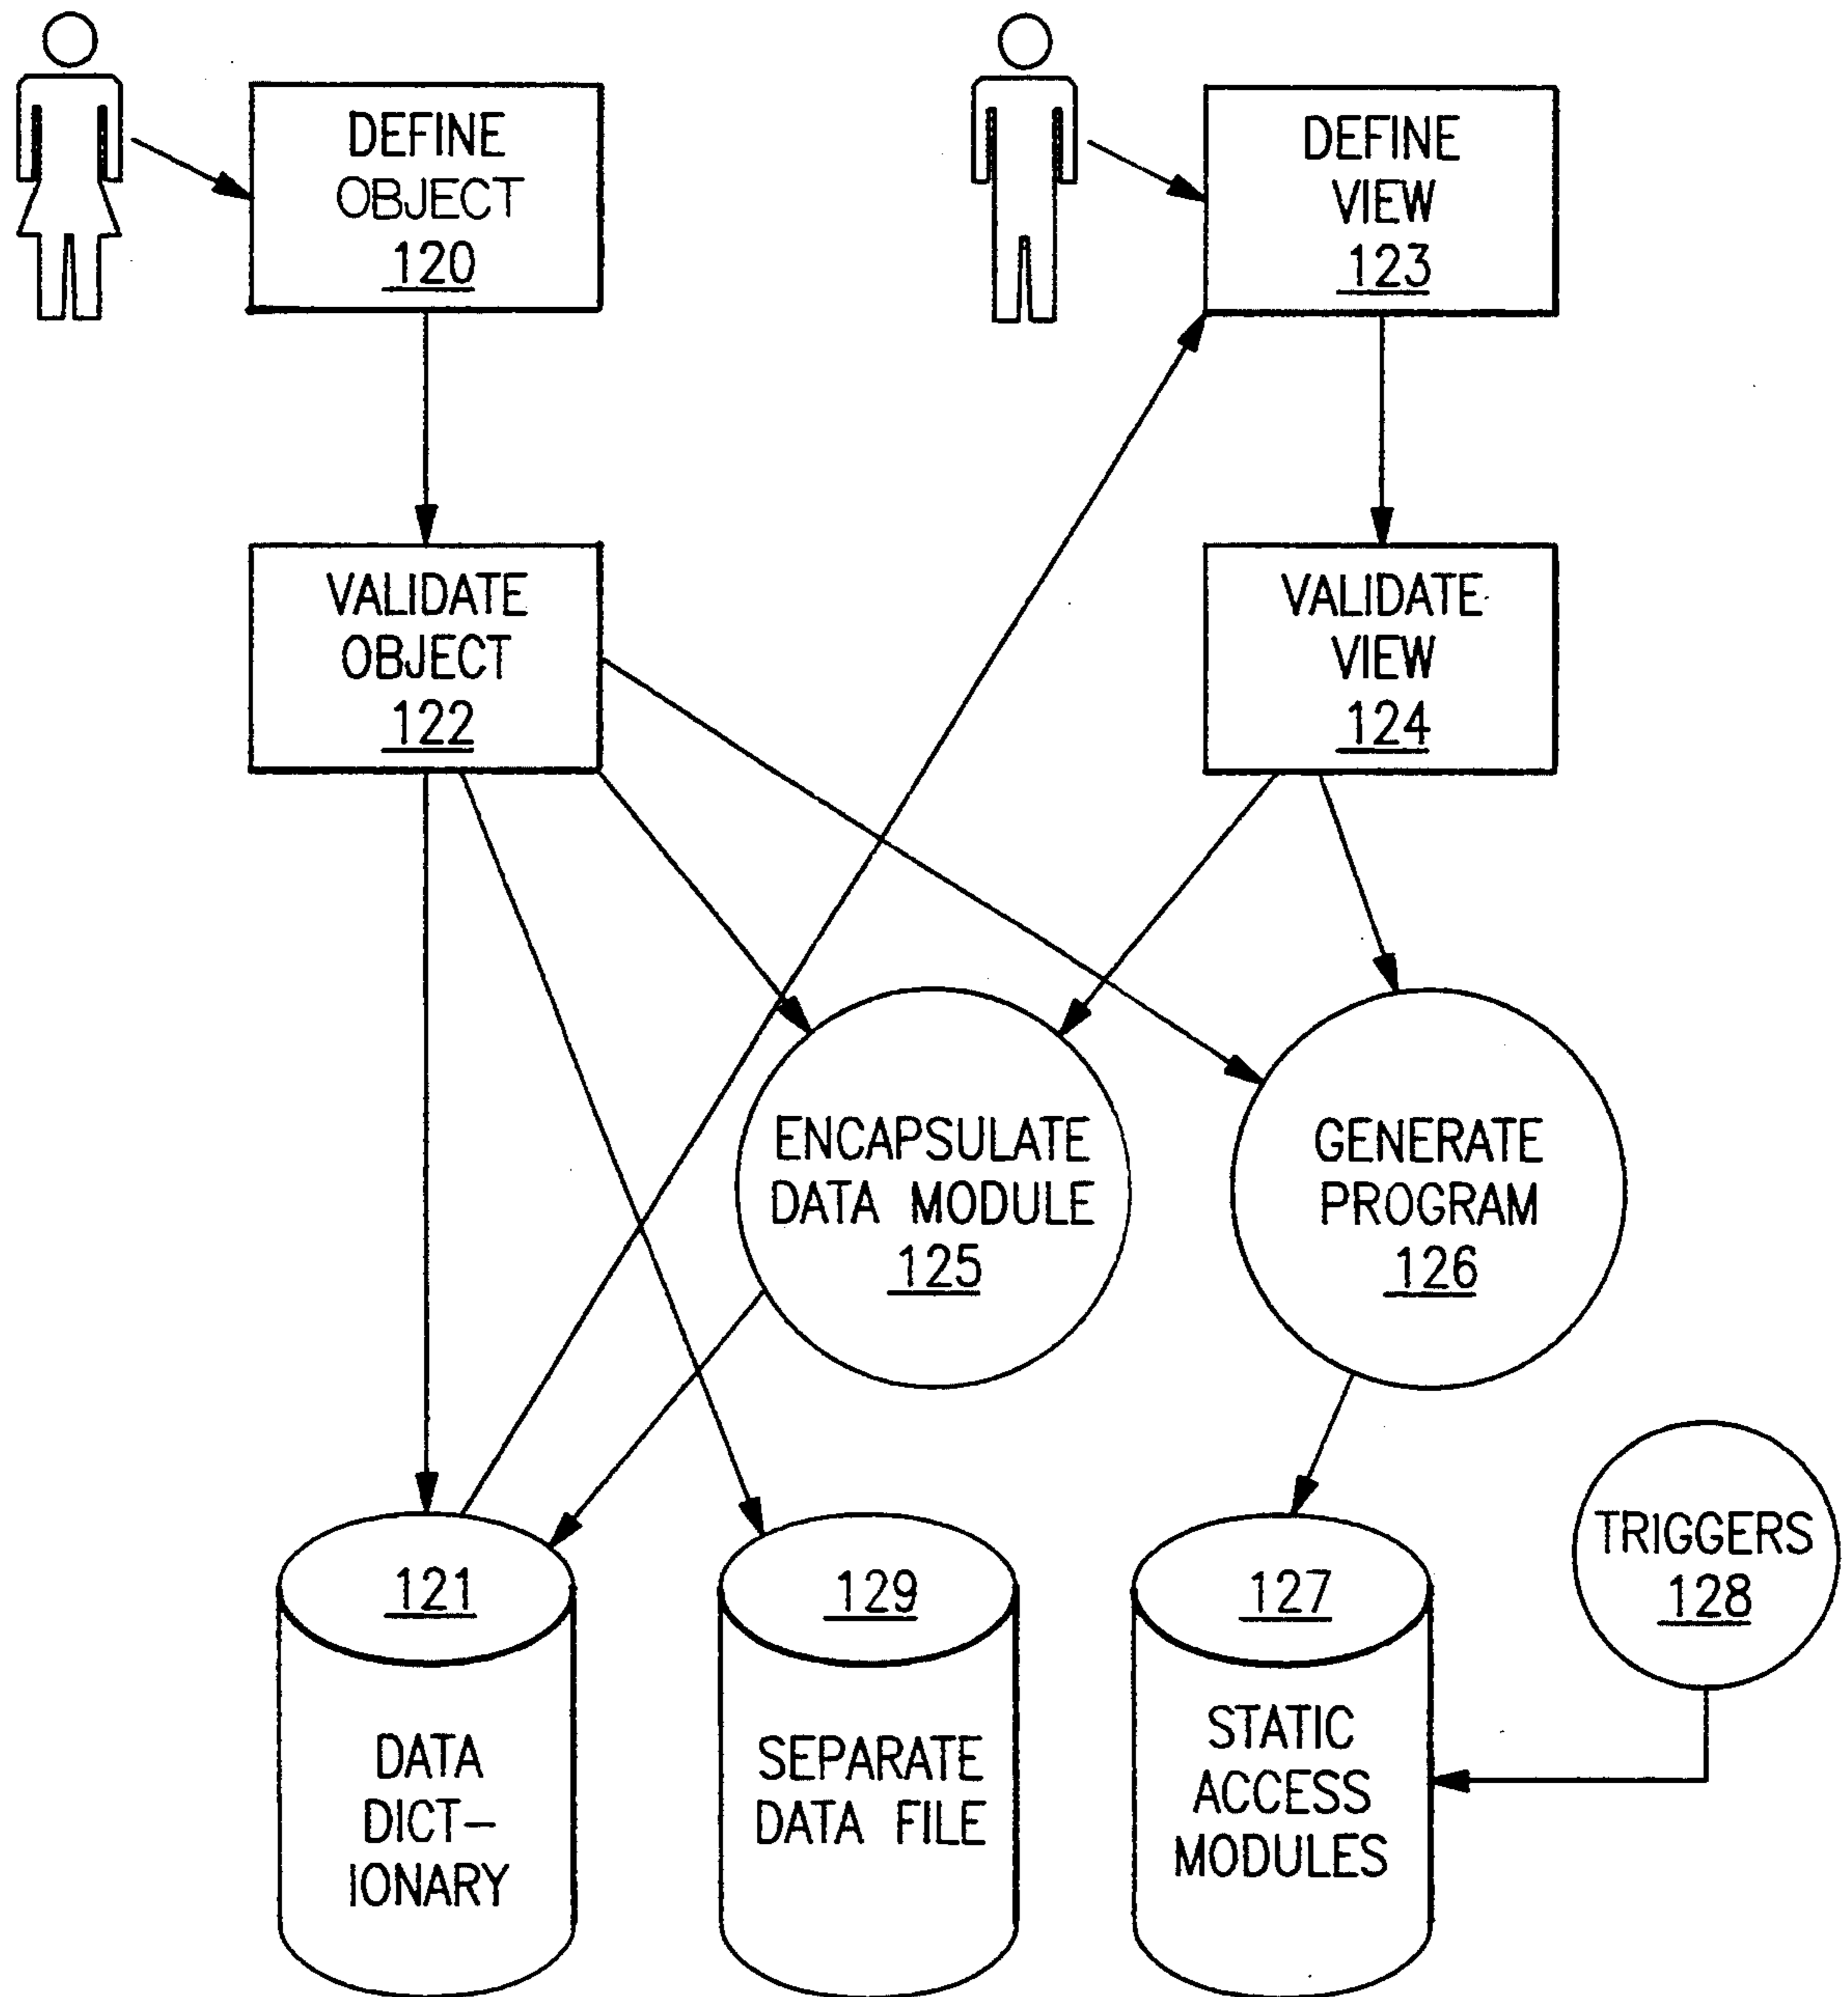 DEFINE
OBJECT
120
DEFINE
VIEW
123
VALIDATE
OBJECT
122
VALIDATE
VIEW
124
ENCAPSULATE
DATA MODULE
125
GENERATE
PROGRAM
126
TRIGGERS
128
121
DATA
DICT-
IONARY
129
SEPARATE
DATA FILE
127
STATIC
ACCESS
MODULES